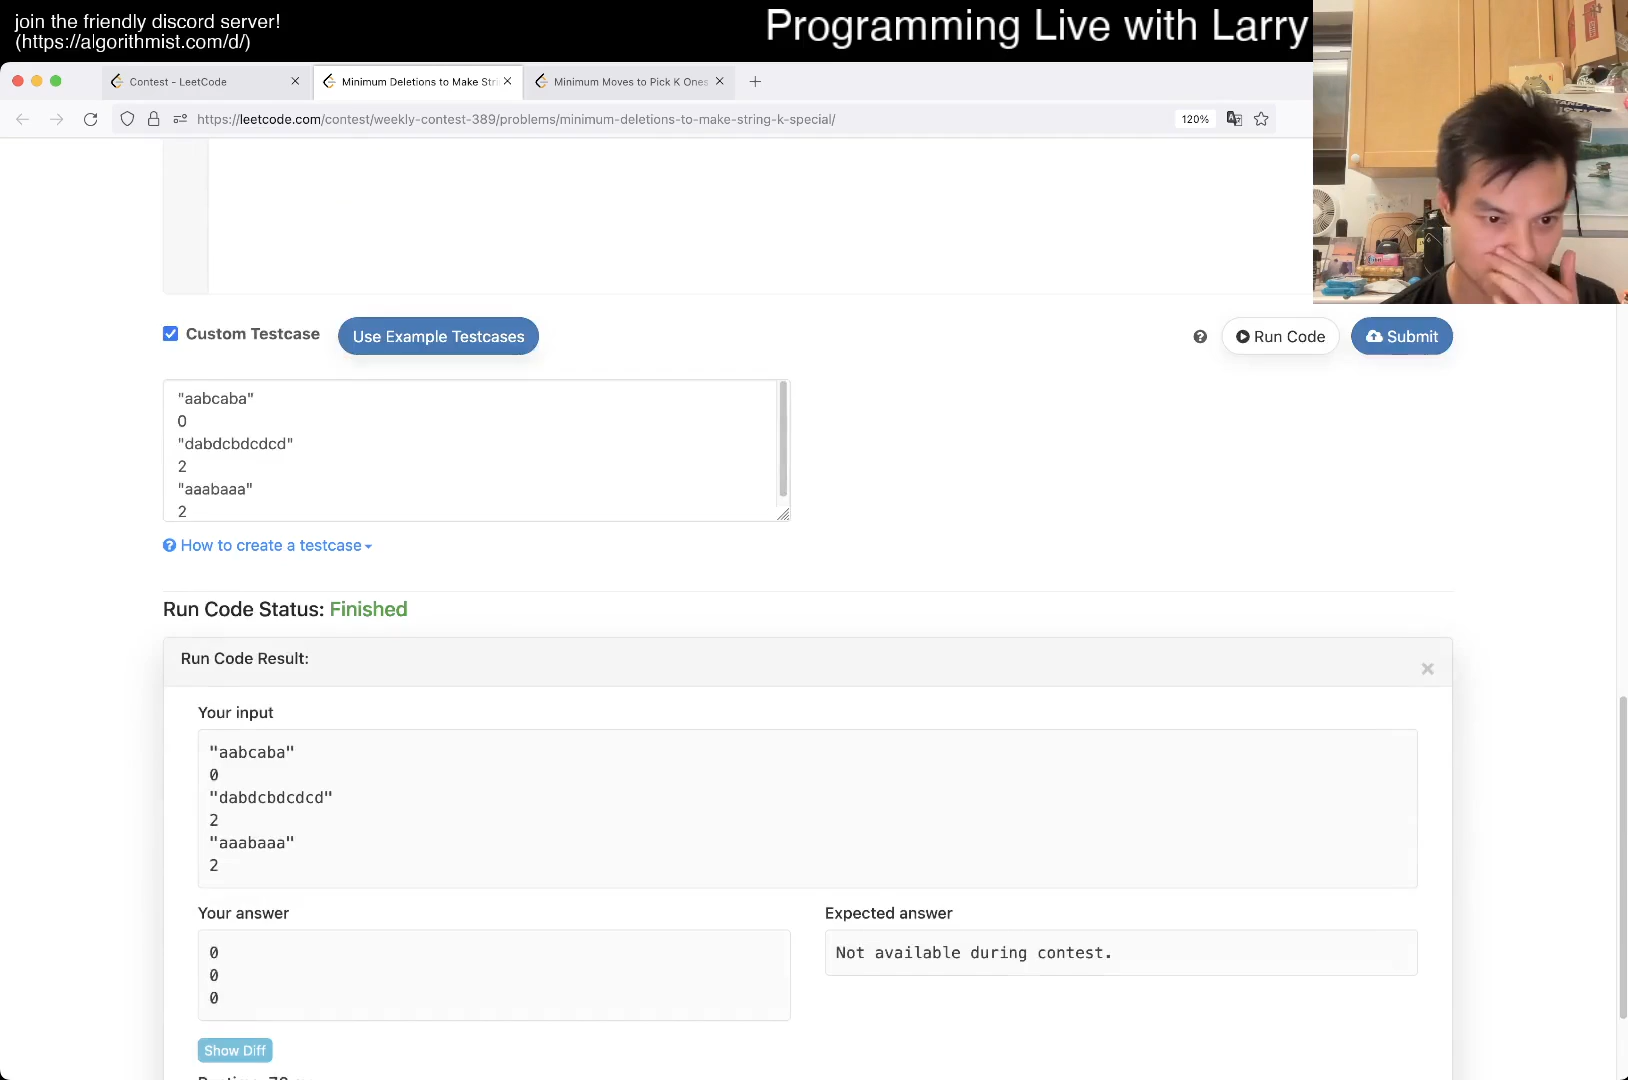 join the friendly discord server!
(https://algorithmist.com/d/)
Programming Live with Larry
Contest - LeetCode
Minimum Deletions to Make Stri
Minimum Moves to Pick K Ones
https://leetcode.com/contest/weekly-contest-389/problems/minimum-deletions-to-make-string-k-special/
120%
Custom Testcase
Use Example Testcases
Run Code
Submit
"aabcaba"
0
"dabdcbdcdcd"
2
"aaabaaa"
2
How to create a testcase
Run Code Status: Finished
Run Code Result:
Your input
"aabcaba"
0
"dabdcbdcdcd"
2
"aaabaaa"
2
Your answer
Expected answer
0
0
0
Not available during contest.
Show Diff